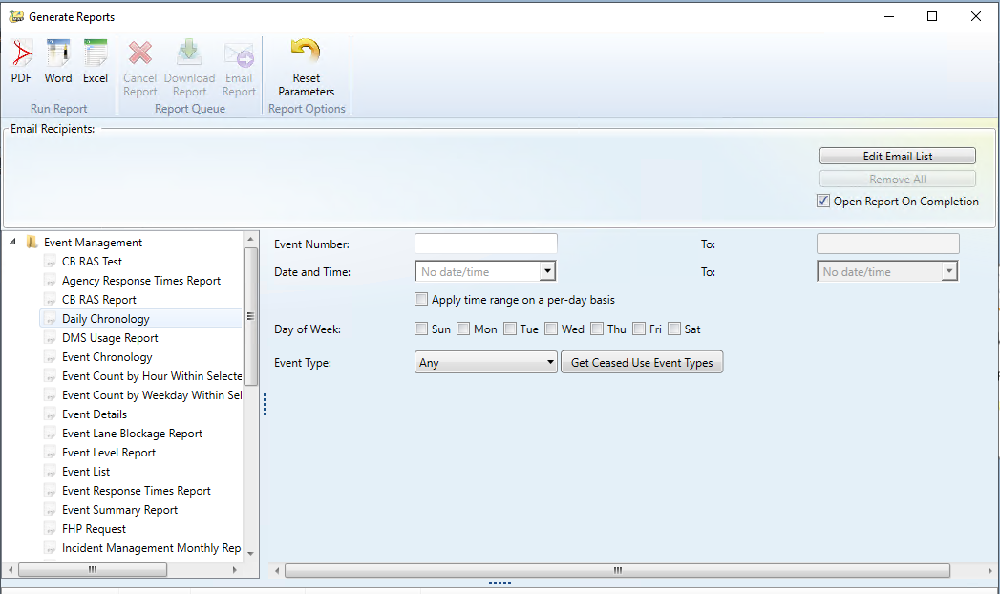 Generate Reports
PDF Word Excel
Cancel Report Download Report Email Report
Reset Parameters
Run Report Report Queue Report Options
Email Recipients:
Edit Email List
Remove All
Open Report On Completion
Event Management
CB RAS Test
Agency Response Times Report
CB RAS Report
Daily Chronology
DMS Usage Report
Event Chronology
Event Count by Hour Within Selecte
Event Count by Weekday Within Sel
Event Details
Event Lane Blockage Report
Event Level Report
Event List
Event Response Times Report
Event Summary Report
FHP Request
Incident Management Monthly Rep
Event Number: To:
Date and Time: No date/time To: No date/time
Apply time range on a per-day basis
Day of Week: Sun Mon Tue Wed Thu Fri Sat
Event Type: Any Get Ceased Use Event Types